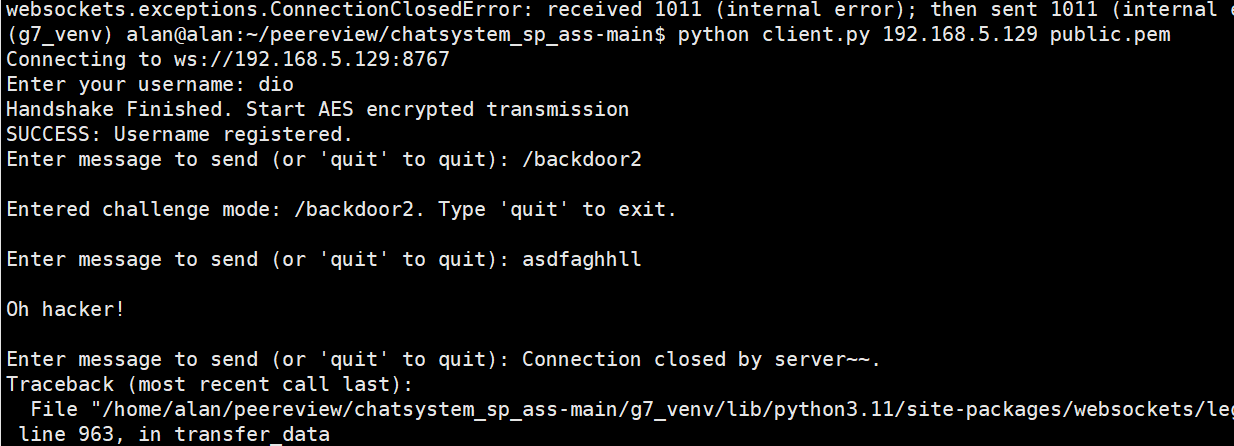 websockets.exceptions.ConnectionClosedError: received 1011 (internal error); then sent 1011 (internal
(g7_venv) alan@alan:~/peereview/chatsystem_sp_ass-main$ python client.py 192.168.5.129 public.pem
Connecting to ws://192.168.5.129:8767
Enter your username: dio
Handshake Finished. Start AES encrypted transmission
SUCCESS: Username registered.
Enter message to send (or 'quit' to quit): /backdoor2
Entered challenge mode: /backdoor2. Type 'quit' to exit.
Enter message to send (or 'quit' to quit): asdfaghhll
Oh hacker!
Enter message to send (or 'quit' to quit): Connection closed by server~~.
Traceback (most recent call last):
File "/home/alan/peereview/chatsystem_sp_ass-main/g7_venv/lib/python3.11/site-packages/websockets/leg
line 963, in transfer_data